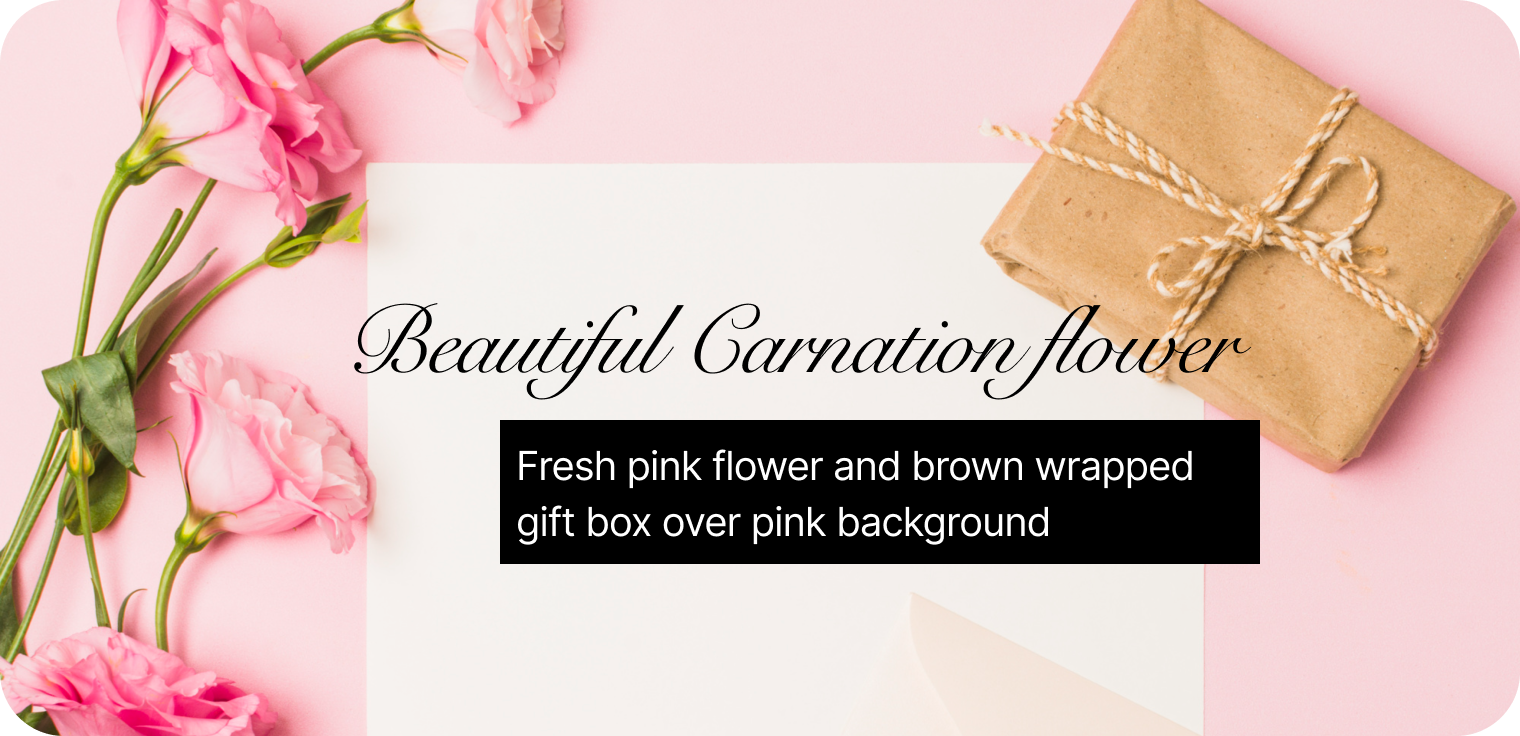 Beautiful Carnation flower
Fresh pink flower and brown wrapped
gift box over pink background